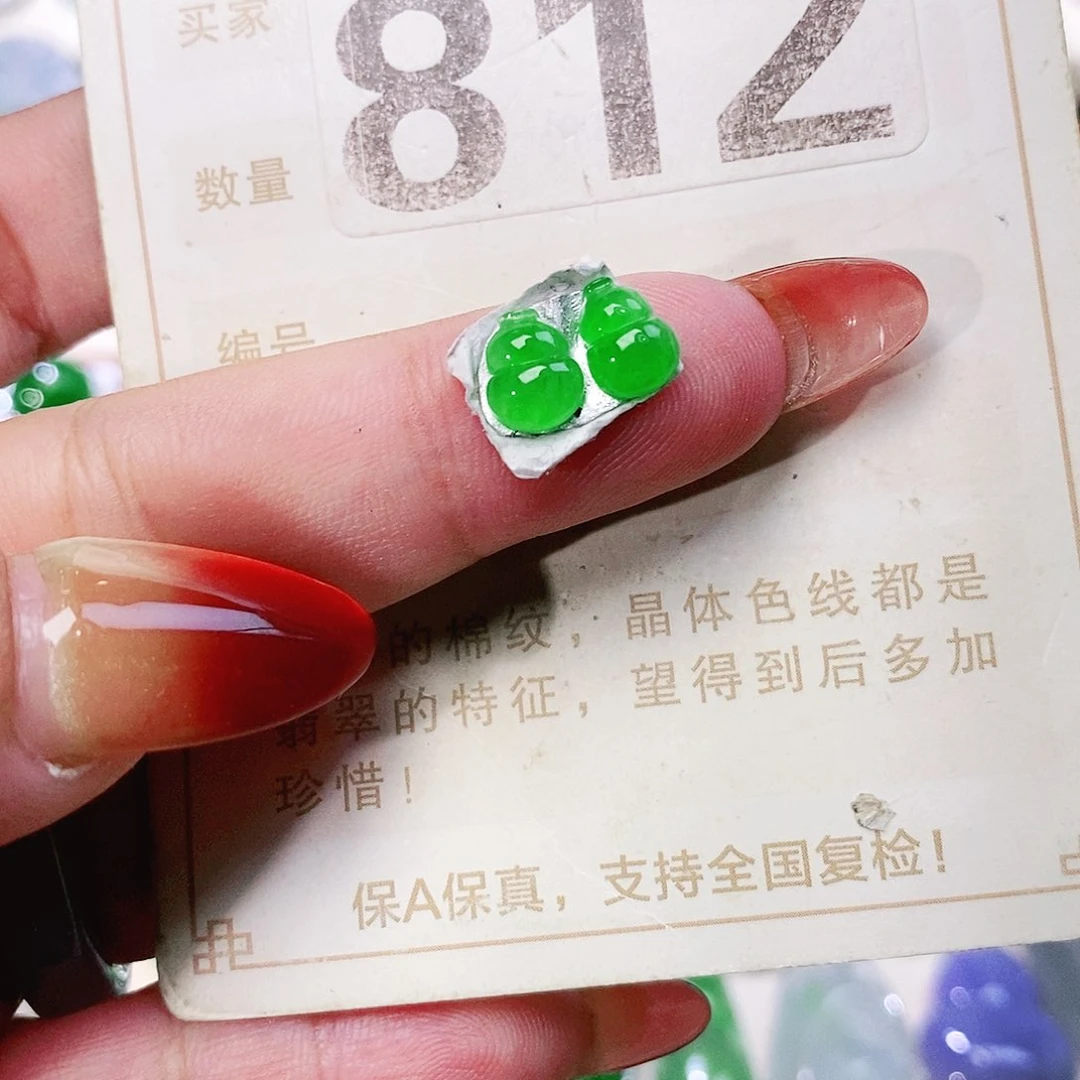 买家
812
数量
编号
的棉纹，晶体色线都是
翡翠的特征，望得到后多加
珍惜！
保A保真，支持全国复检！